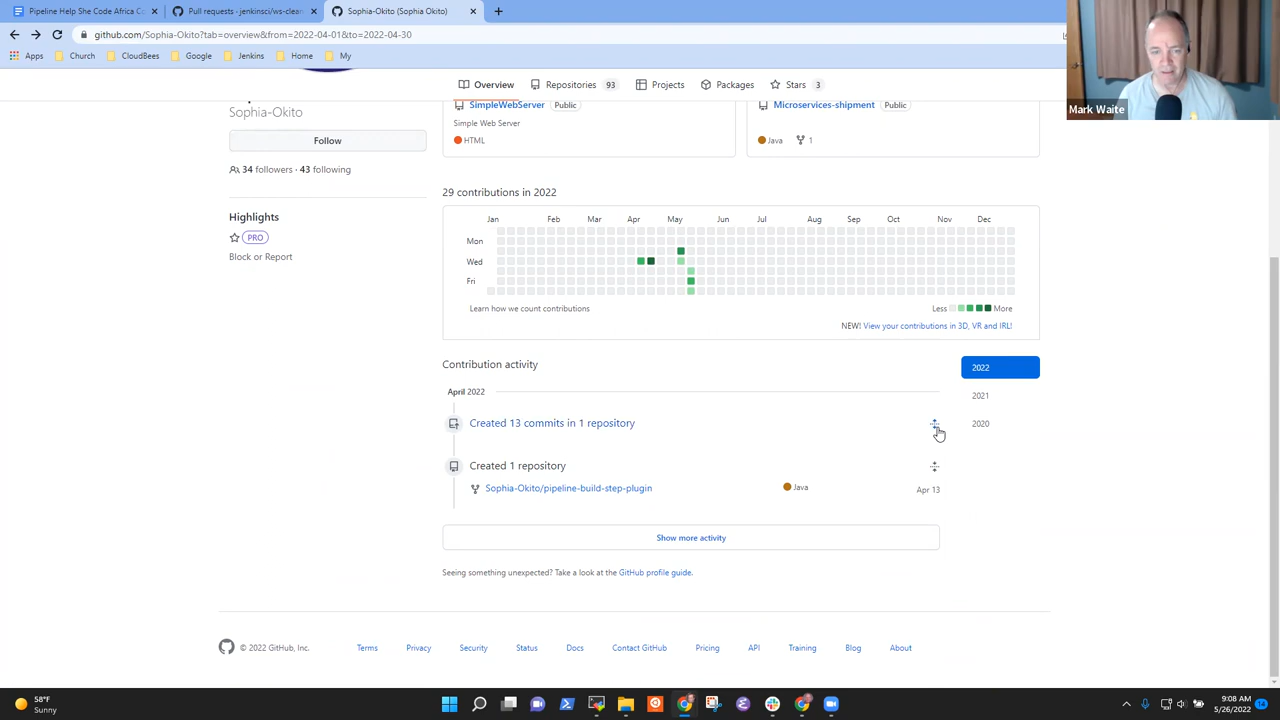 Pipeline Help She Code Africa Co
Pull requests · jenkinsci/ws-clean
Sophia-Okito (Sophia Okito)
github.com/Sophia-Okito?tab=overview&from=2022-04-01&to=2022-04-30
Apps
Church
CloudBees
Google
Jenkins
Home
My
Mark Waite
Overview
Repositories 93
Projects
Packages
Stars 3
Sophia-Okito
Follow
34 followers · 43 following
Highlights
PRO
Block or Report
SimpleWebServer Public
Simple Web Server
HTML
Microservices-shipment Public
Java 1
29 contributions in 2022
Jan Feb Mar Apr May Jun Jul Aug Sep Oct Nov Dec
Mon
Wed
Fri
Learn how we count contributions
Less More
NEW! View your contributions in 3D, VR and IRL!
Contribution activity
2022
2021
2020
April 2022
Created 13 commits in 1 repository
Created 1 repository
Sophia-Okito/pipeline-build-step-plugin Java Apr 13
Show more activity
Seeing something unexpected? Take a look at the GitHub profile guide.
© 2022 GitHub, Inc. Terms Privacy Security Status Docs Contact GitHub Pricing API Training Blog About
58°F
Sunny
9:08 AM
5/26/2022
14